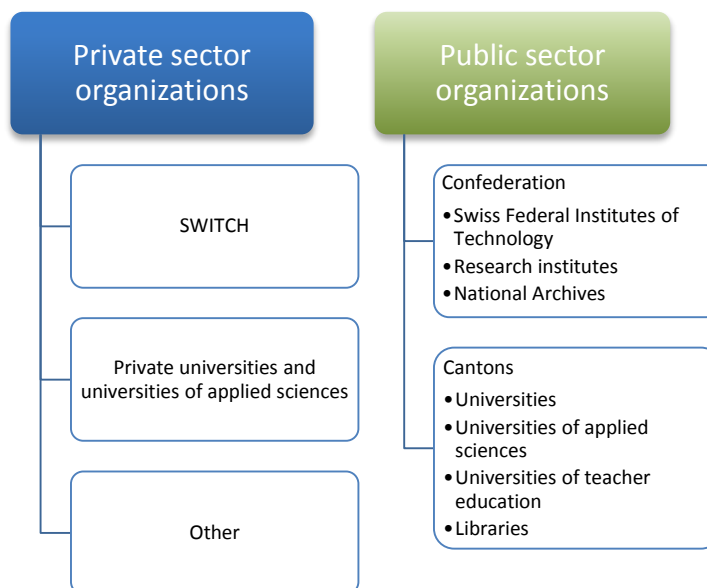 Private sector
organizations
SWITCH
Private universities and
universities of applied sciences
Other
Public sector
organizations
Confederation
•Swiss Federal Institutes of
Technology
•Research institutes
•National Archives
Cantons
•Universities
•Universities of applied
sciences
•Universities of teacher
education
•Libraries